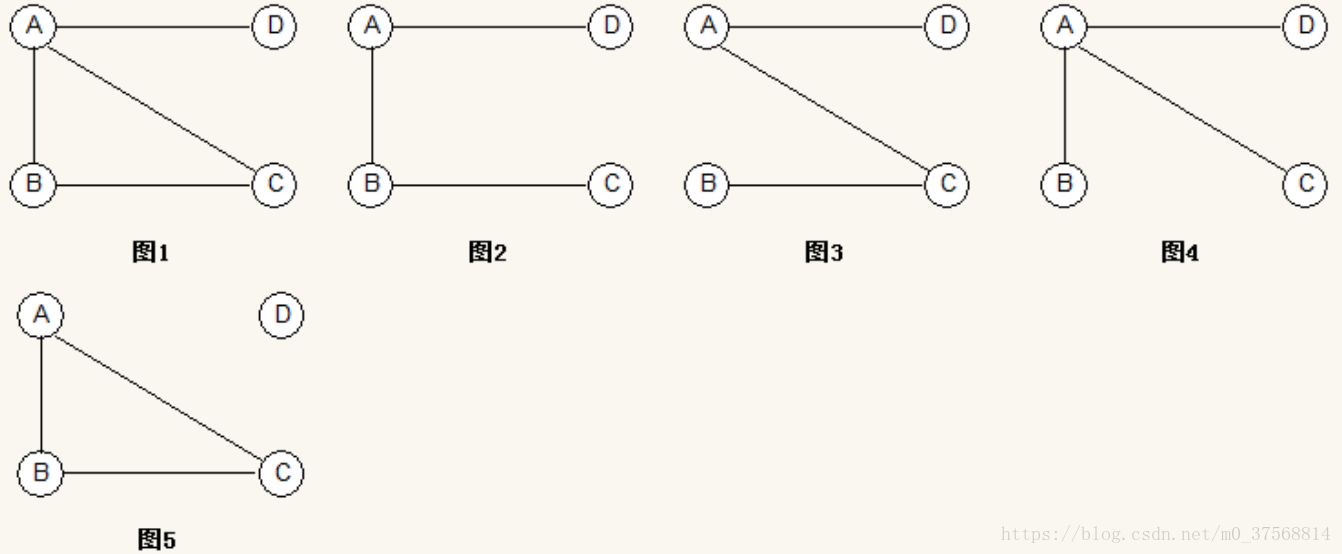 A D A D A D A D
B C B C B C B C
图1 图2 图3 图4
A D
B C
图5
https://blog.csdn.net/m0_37568814